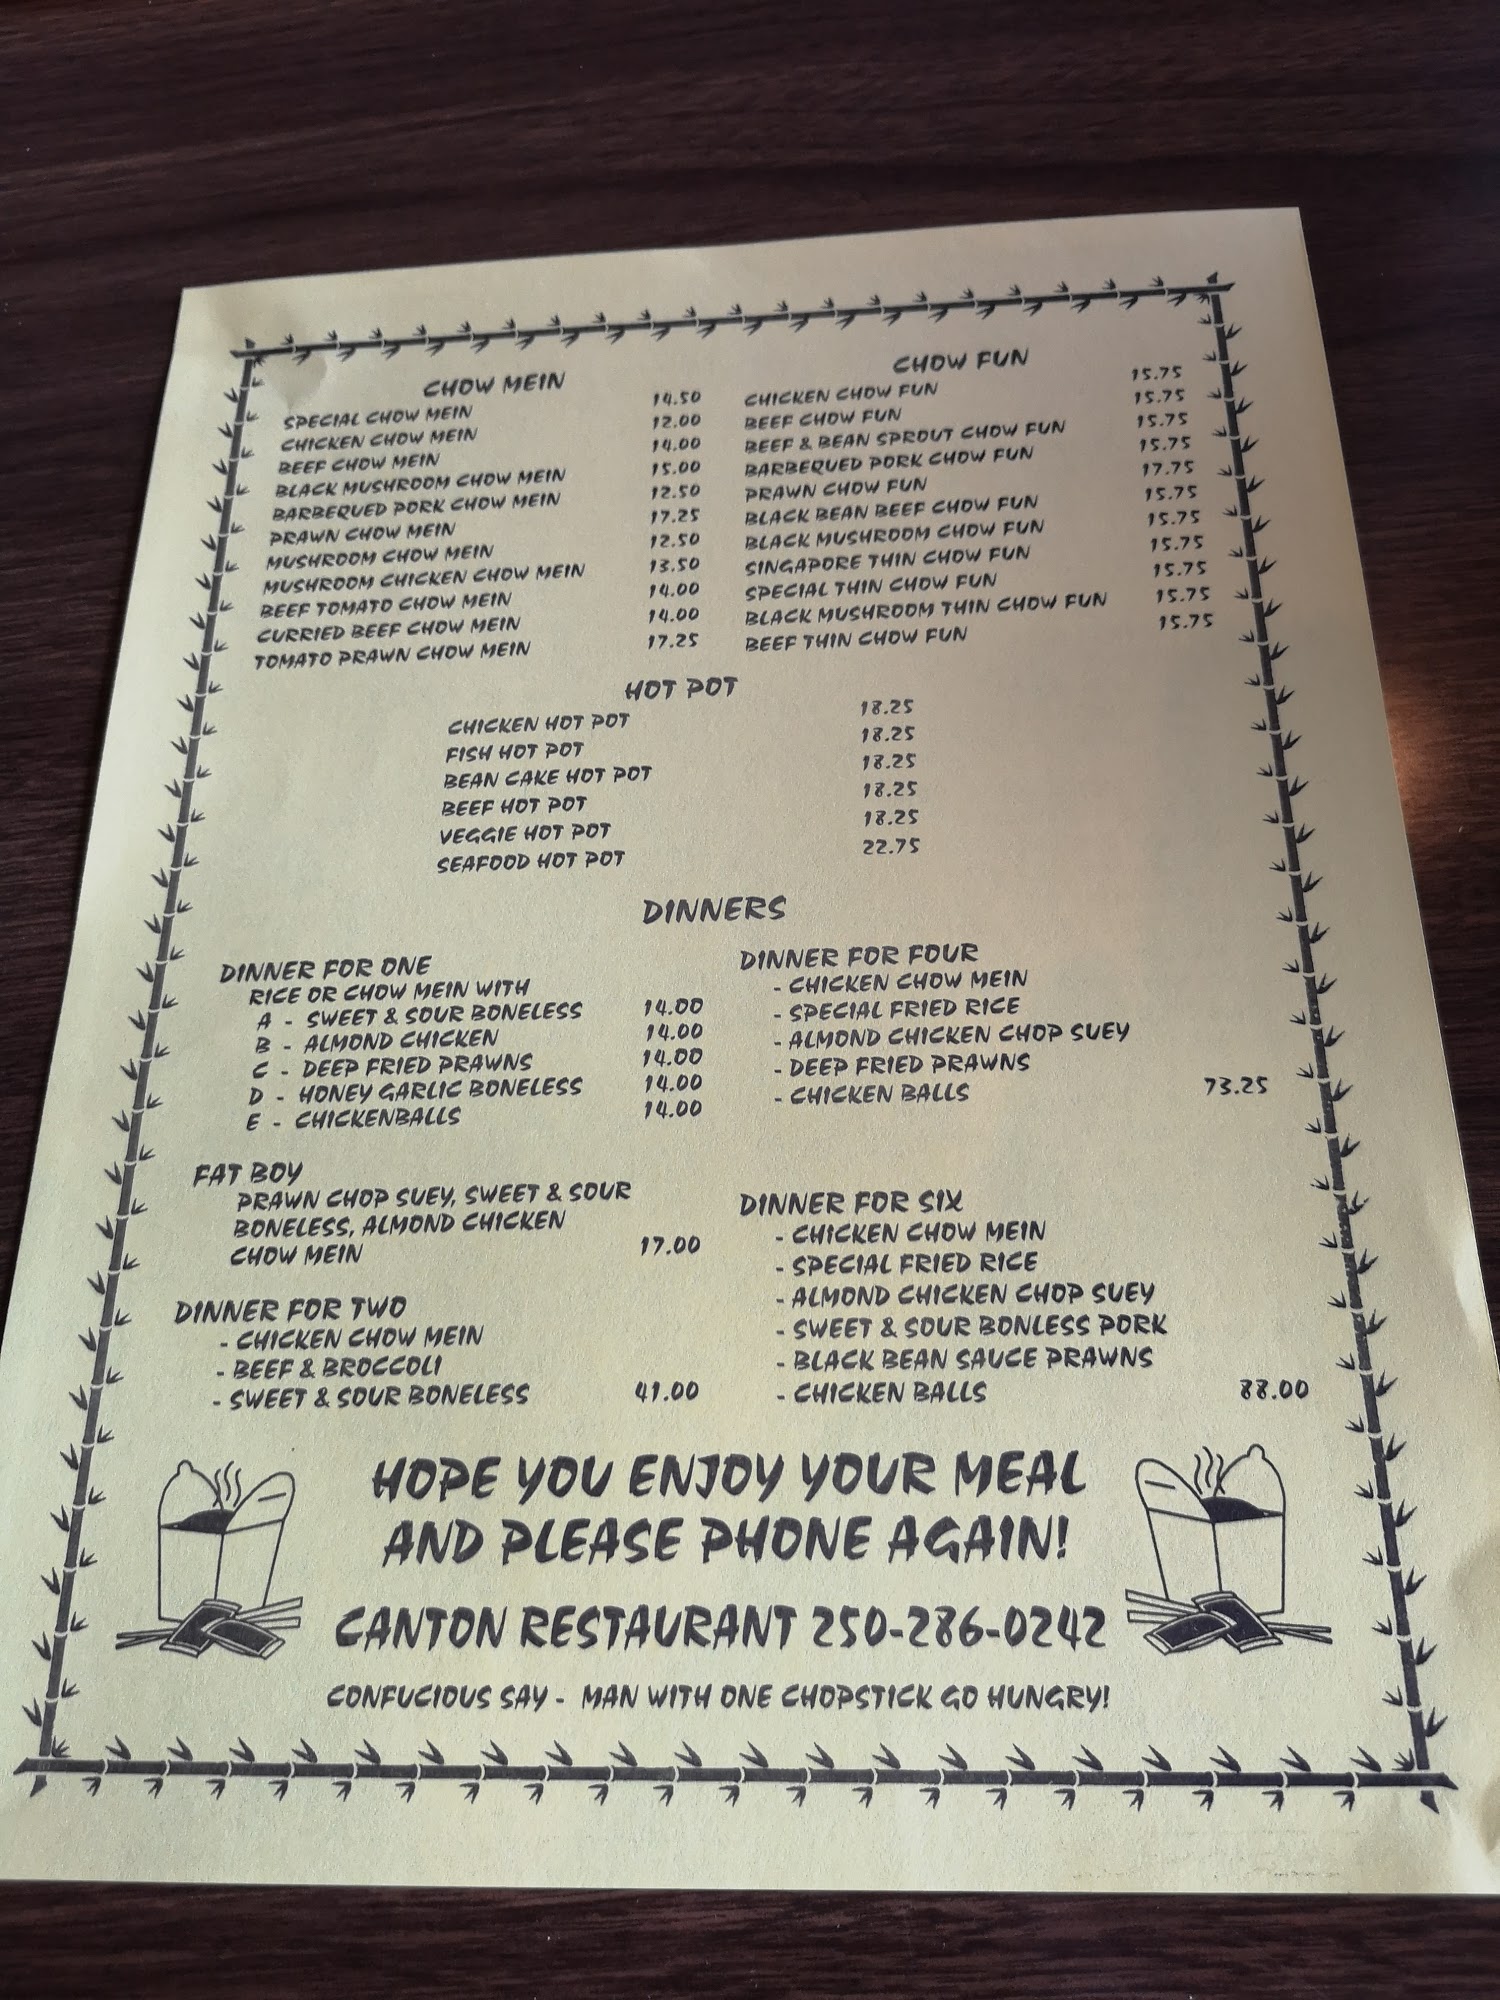 CHOW MEIN
SPECIAL CHOW MEIN 14.50
CHICKEN CHOW MEIN 12.00
BEEF CHOW MEIN 14.00
BLACK MUSHROOM CHOW MEIN 15.00
BARBEQUED PORK CHOW MEIN 12.50
PRAWN CHOW MEIN 17.25
MUSHROOM CHOW MEIN 12.50
MUSHROOM CHICKEN CHOW MEIN 13.50
BEEF TOMATO CHOW MEIN 14.00
CURRIED BEEF CHOW MEIN 14.00
TOMATO PRAWN CHOW MEIN 17.25
CHOW FUN
CHICKEN CHOW FUN 15.75
BEEF CHOW FUN 15.75
BEEF & BEAN SPROUT CHOW FUN 15.75
BARBEQUED PORK CHOW FUN 15.75
PRAWN CHOW FUN 17.75
BLACK BEAN BEEF CHOW FUN 15.75
BLACK MUSHROOM CHOW FUN 15.75
SINGAPORE THIN CHOW FUN 15.75
SPECIAL THIN CHOW FUN 15.75
BLACK MUSHROOM THIN CHOW FUN 15.75
BEEF THIN CHOW FUN 15.75
HOT POT
CHICKEN HOT POT 18.25
FISH HOT POT 18.25
BEAN CAKE HOT POT 18.25
BEEF HOT POT 18.25
VEGGIE HOT POT 18.25
SEAFOOD HOT POT 22.75
DINNERS
DINNER FOR ONE
RICE OR CHOW MEIN WITH
A - SWEET & SOUR BONELESS 14.00
B - ALMOND CHICKEN 14.00
C - DEEP FRIED PRAWNS 14.00
D - HONEY GARLIC BONELESS 14.00
E - CHICKENBALLS 14.00
FAT BOY
PRAWN CHOP SUEY, SWEET & SOUR
BONELESS, ALMOND CHICKEN
CHOW MEIN 17.00
DINNER FOR TWO
- CHICKEN CHOW MEIN
- BEEF & BROCCOLI
- SWEET & SOUR BONELESS 41.00
DINNER FOR FOUR
- CHICKEN CHOW MEIN
- SPECIAL FRIED RICE
- ALMOND CHICKEN CHOP SUEY
- DEEP FRIED PRAWNS
- CHICKEN BALLS 73.25
DINNER FOR SIX
- CHICKEN CHOW MEIN
- SPECIAL FRIED RICE
- ALMOND CHICKEN CHOP SUEY
- SWEET & SOUR BONLESS PORK
- BLACK BEAN SAUCE PRAWNS
- CHICKEN BALLS 88.00
HOPE YOU ENJOY YOUR MEAL
AND PLEASE PHONE AGAIN!
CANTON RESTAURANT 250-286-0242
CONFUCIOUS SAY - MAN WITH ONE CHOPSTICK GO HUNGRY!